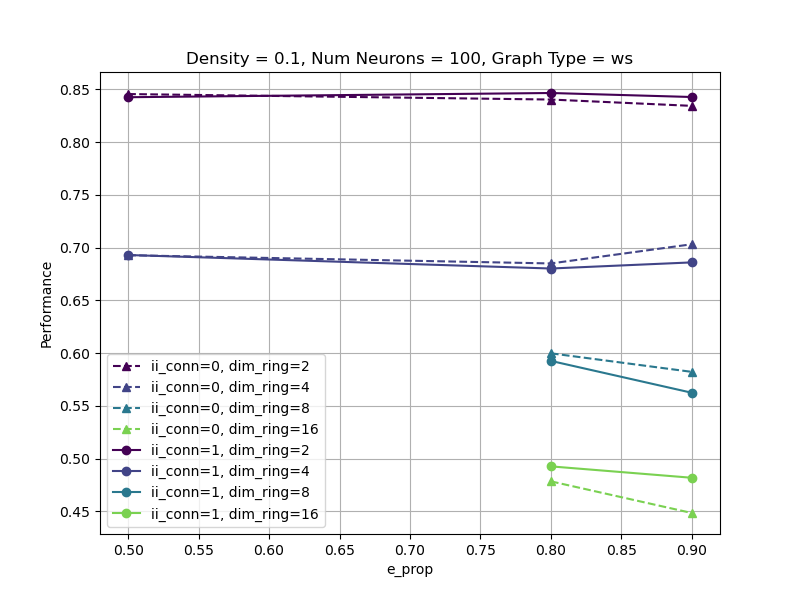 Density = 0.1, Num Neurons = 100, Graph Type = ws
0.85
0.80
0.75
0.70
0.65
0.60
0.55
0.50
0.45
Performance
ii_conn=0, dim_ring=2
ii_conn=0, dim_ring=4
ii_conn=0, dim_ring=8
ii_conn=0, dim_ring=16
ii_conn=1, dim_ring=2
ii_conn=1, dim_ring=4
ii_conn=1, dim_ring=8
ii_conn=1, dim_ring=16
0.50 0.55 0.60 0.65 0.70 0.75 0.80 0.85 0.90
e_prop